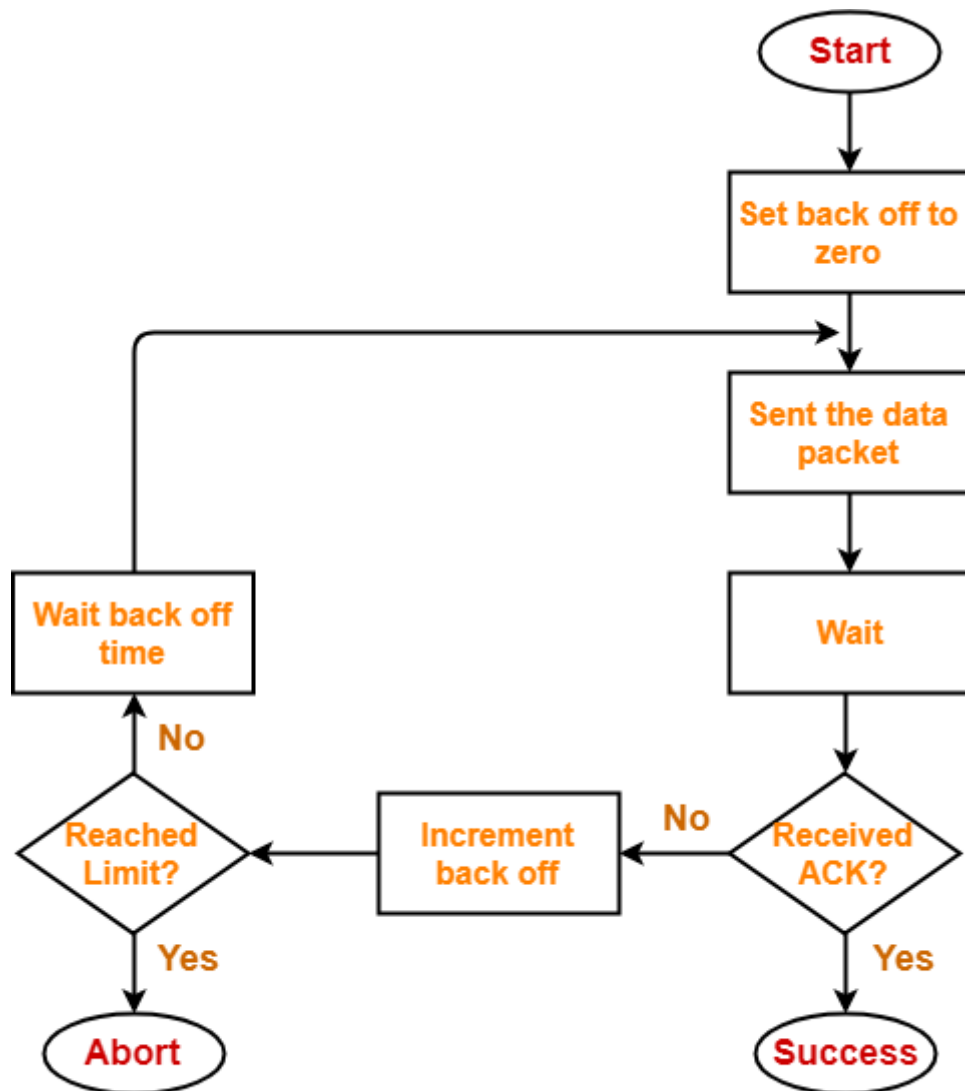 Start
Set back off to
zero
Sent the data
packet
Wait back off
time
Wait
No
Reached
Limit?
Increment
back off
No
Received
ACK?
Yes
Yes
Abort
Success